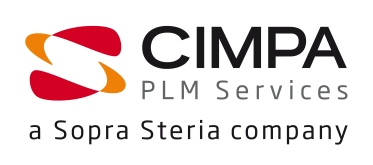 CIMPA
PLM Services
a Sopra Steria company